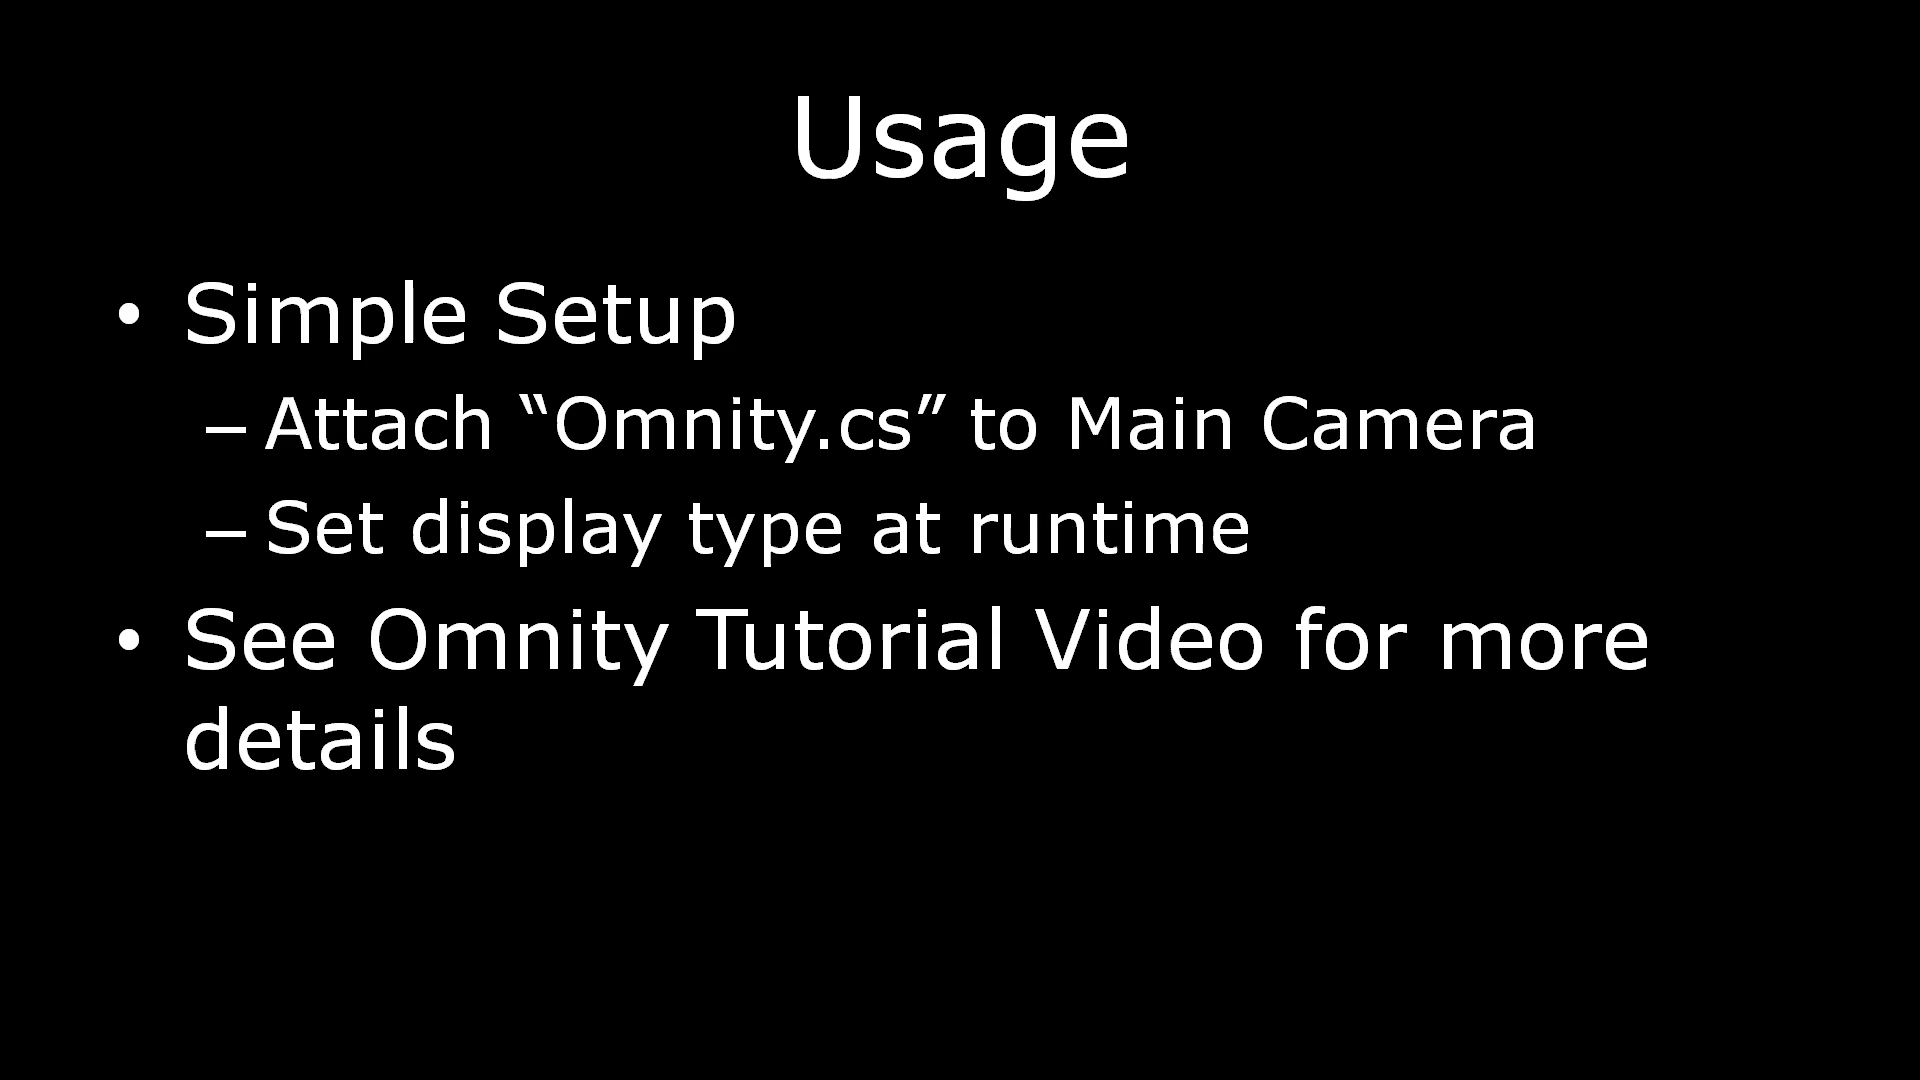 Usage
• Simple Setup
– Attach “Omnity.cs” to Main Camera
– Set display type at runtime
• See Omnity Tutorial Video for more
details